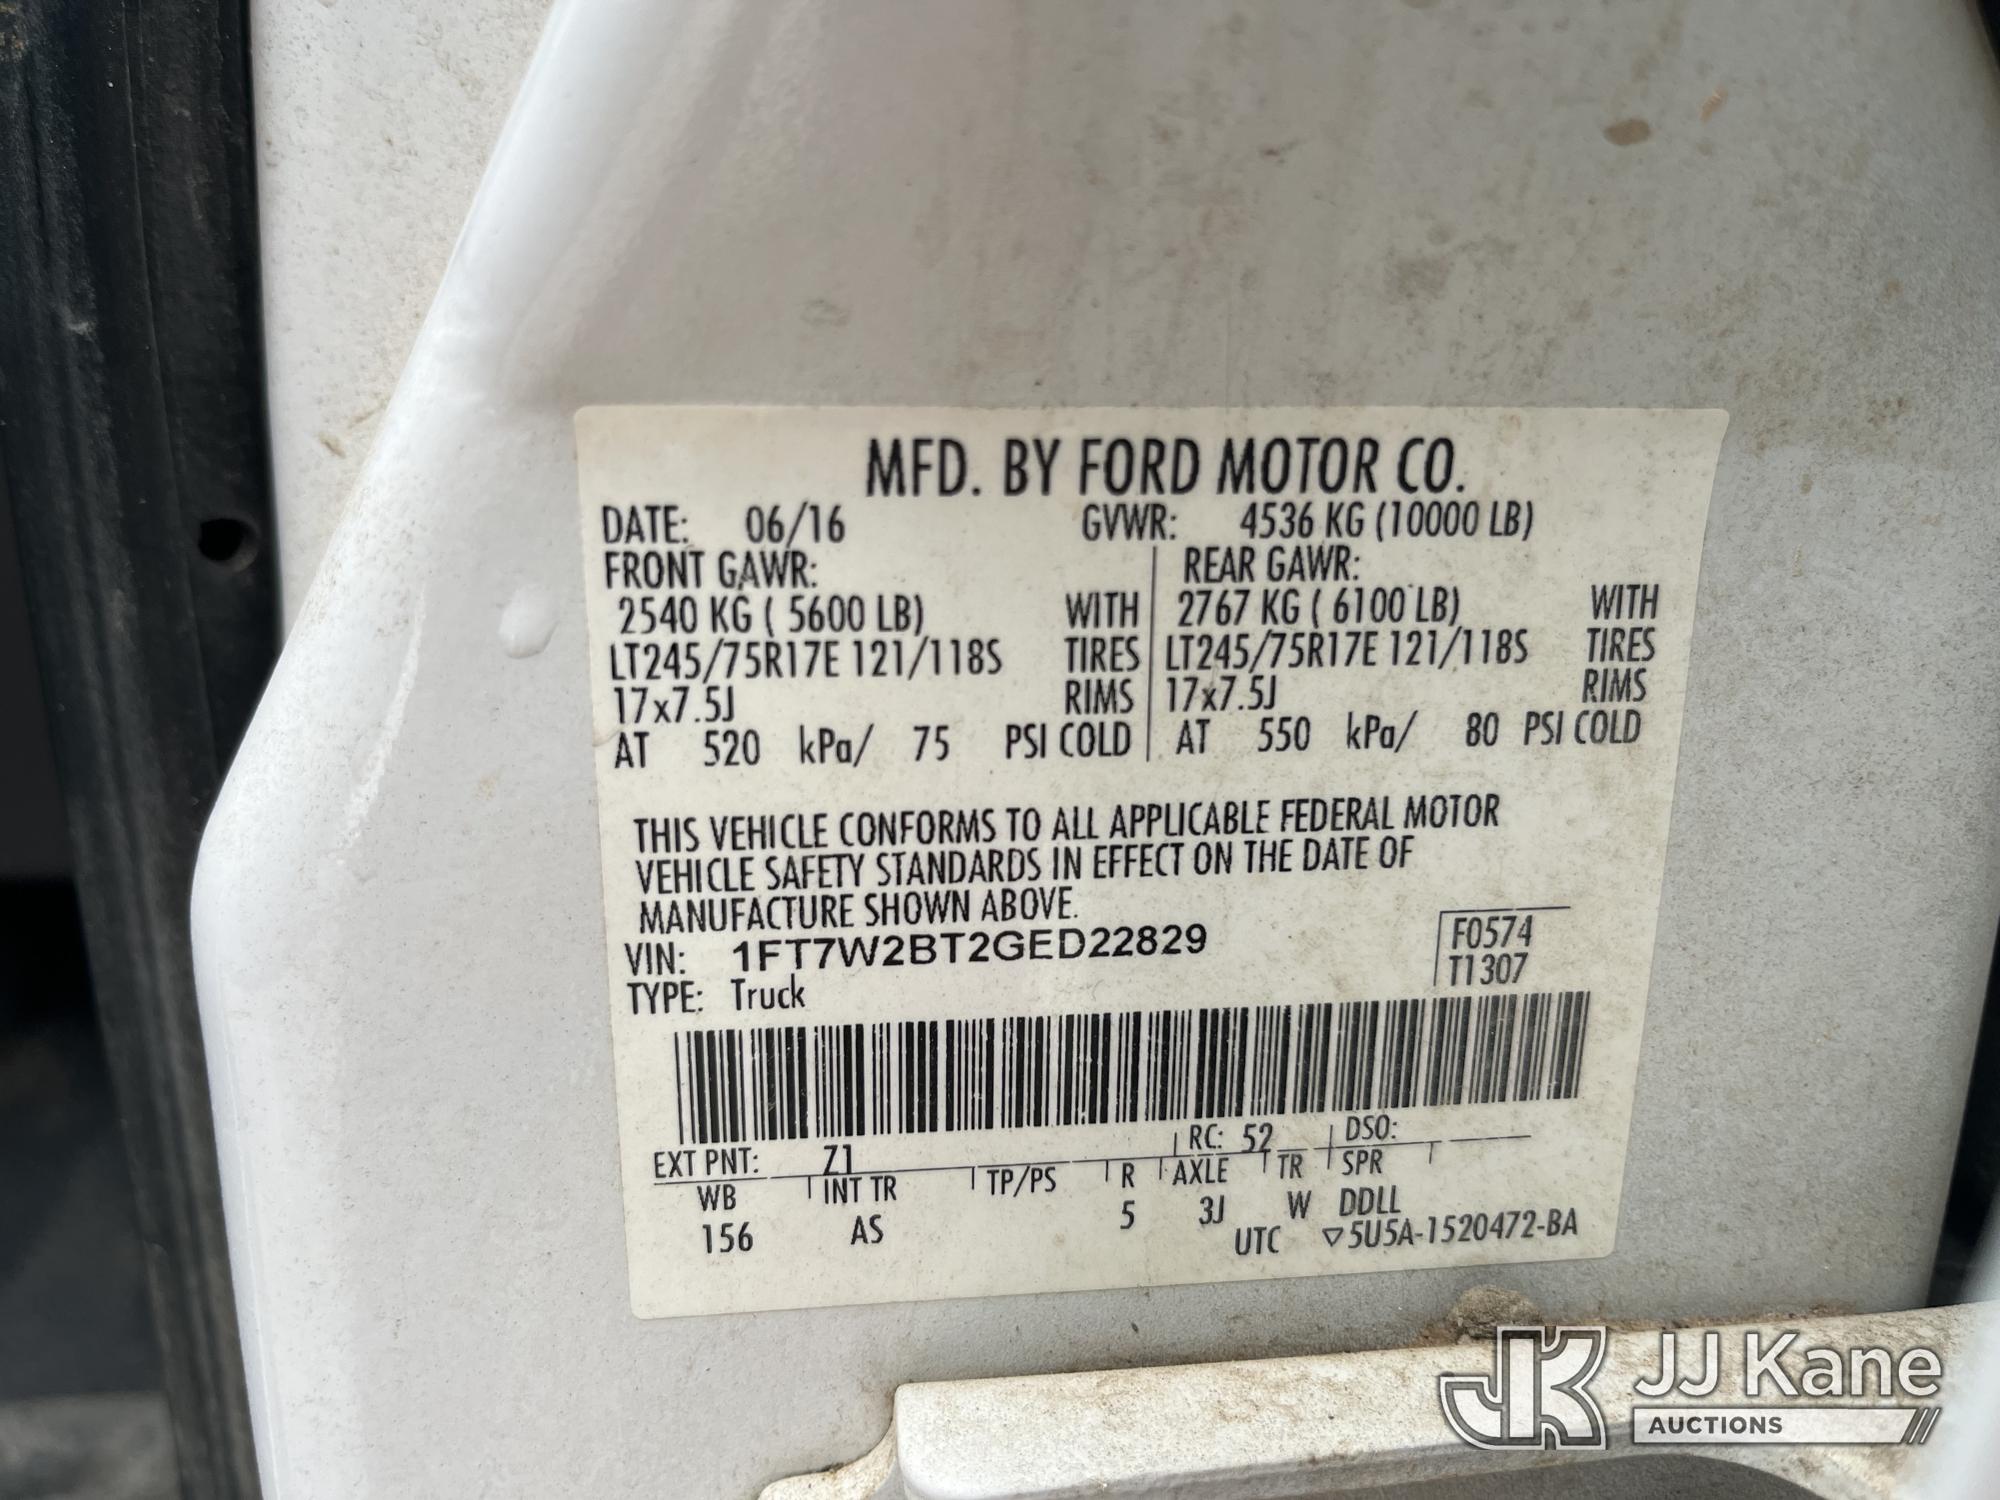 MFD. BY FORD MOTOR CO.
DATE: 06/16 GVWR: 4536 KG (10000 LB)
FRONT GAWR: REAR GAWR:
2540 KG ( 5600 LB) WITH 2767 KG ( 6100 LB) WITH
LT245/75R17E 121/118S TIRES LT245/75R17E 121/118S TIRES
17x7.5J RIMS 17x7.5J RIMS
AT 520 kPa/ 75 PSI COLD AT 550 kPa/ 80 PSI COLD
THIS VEHICLE CONFORMS TO ALL APPLICABLE FEDERAL MOTOR
VEHICLE SAFETY STANDARDS IN EFFECT ON THE DATE OF
MANUFACTURE SHOWN ABOVE.
VIN: 1FT7W2BT2GED22829
F0574
TYPE: Truck
T1307
EXT PNT: Z1 RC: 52 DSO:
WB INT TR TP/PS R AXLE TR SPR
156 AS 5 3J W DDLL
UTC ▽5U5A-1520472-BA
JK JJ Kane
AUCTIONS